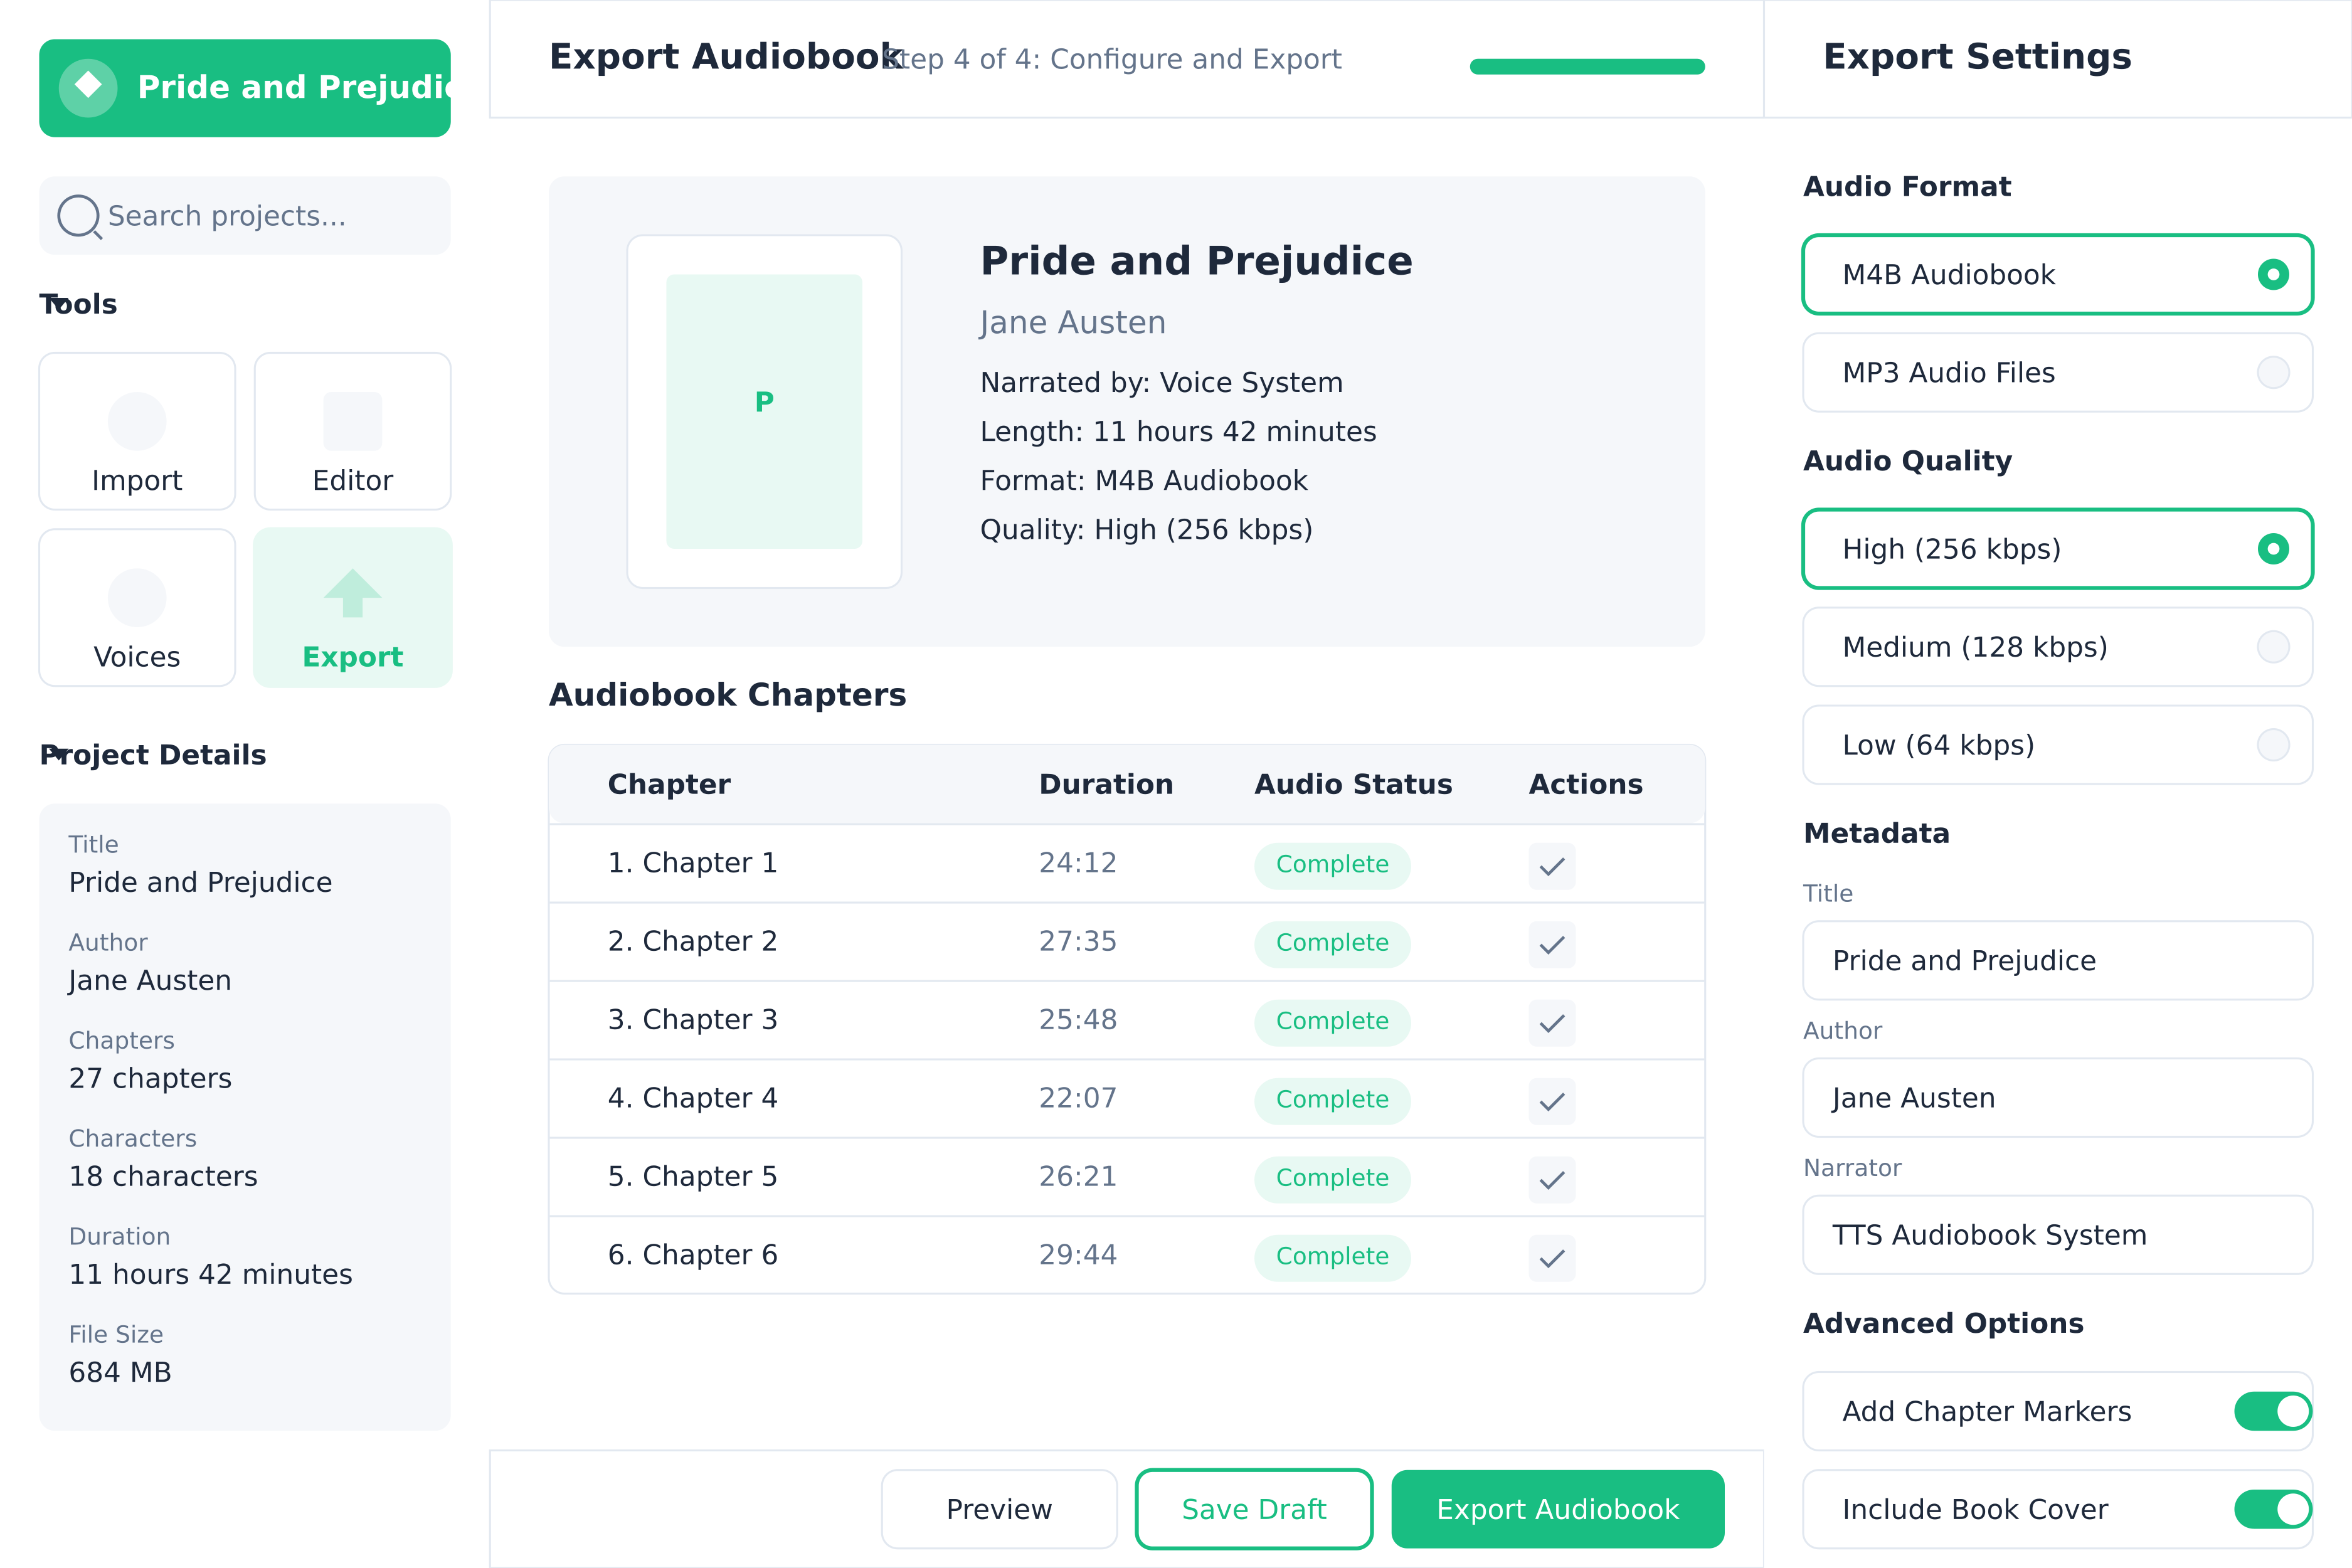 Pride and Prejudic
Search projects...
Tools
Import
Editor
Voices
Export
Project Details
Title
Pride and Prejudice
Author
Jane Austen
Chapters
27 chapters
Characters
18 characters
Duration
11 hours 42 minutes
File Size
684 MB
Export Audiobook
Step 4 of 4: Configure and Export
P
Pride and Prejudice
Jane Austen
Narrated by: Voice System
Length: 11 hours 42 minutes
Format: M4B Audiobook
Quality: High (256 kbps)
Audiobook Chapters
Chapter Duration Audio Status Actions
1. Chapter 1 24:12 Complete
2. Chapter 2 27:35 Complete
3. Chapter 3 25:48 Complete
4. Chapter 4 22:07 Complete
5. Chapter 5 26:21 Complete
6. Chapter 6 29:44 Complete
Preview
Save Draft
Export Audiobook
Export Settings
Audio Format
M4B Audiobook
MP3 Audio Files
Audio Quality
High (256 kbps)
Medium (128 kbps)
Low (64 kbps)
Metadata
Title
Pride and Prejudice
Author
Jane Austen
Narrator
TTS Audiobook System
Advanced Options
Add Chapter Markers
Include Book Cover